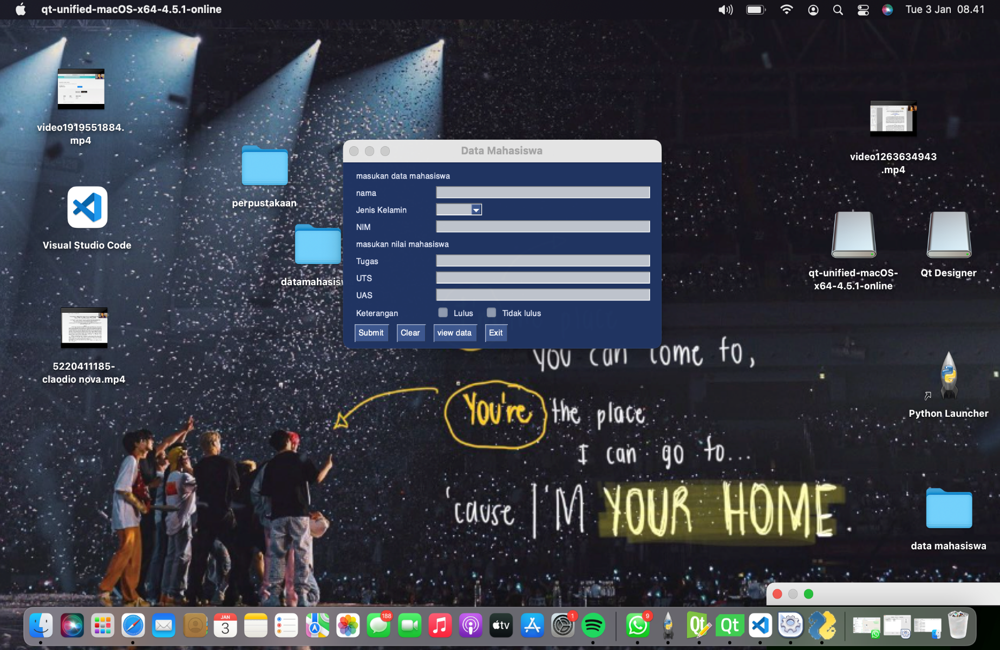 qt-unified-macOS-x64-4.5.1-online
Tue 3 Jan 08.41
video1919551884.
mp4
perpustakaan
Visual Studio Code
datamahasisw
5220411185-
claodio nova.mp4
Data Mahasiswa
masukan data mahasiswa
nama
Jenis Kelamin
NIM
masukan nilai mahasiswa
Tugas
UTS
UAS
Keterangan Lulus Tidak lulus
Submit Clear view data Exit
video1263634943
.mp4
qt-unified-macOS-
x64-4.5.1-online
Qt Designer
Python Launcher
data mahasiswa
you can come to,
You're the place
I can go to...
'cause I'M YOUR HOME.
JAN
3
188
tv
1
9
Qt
Qt